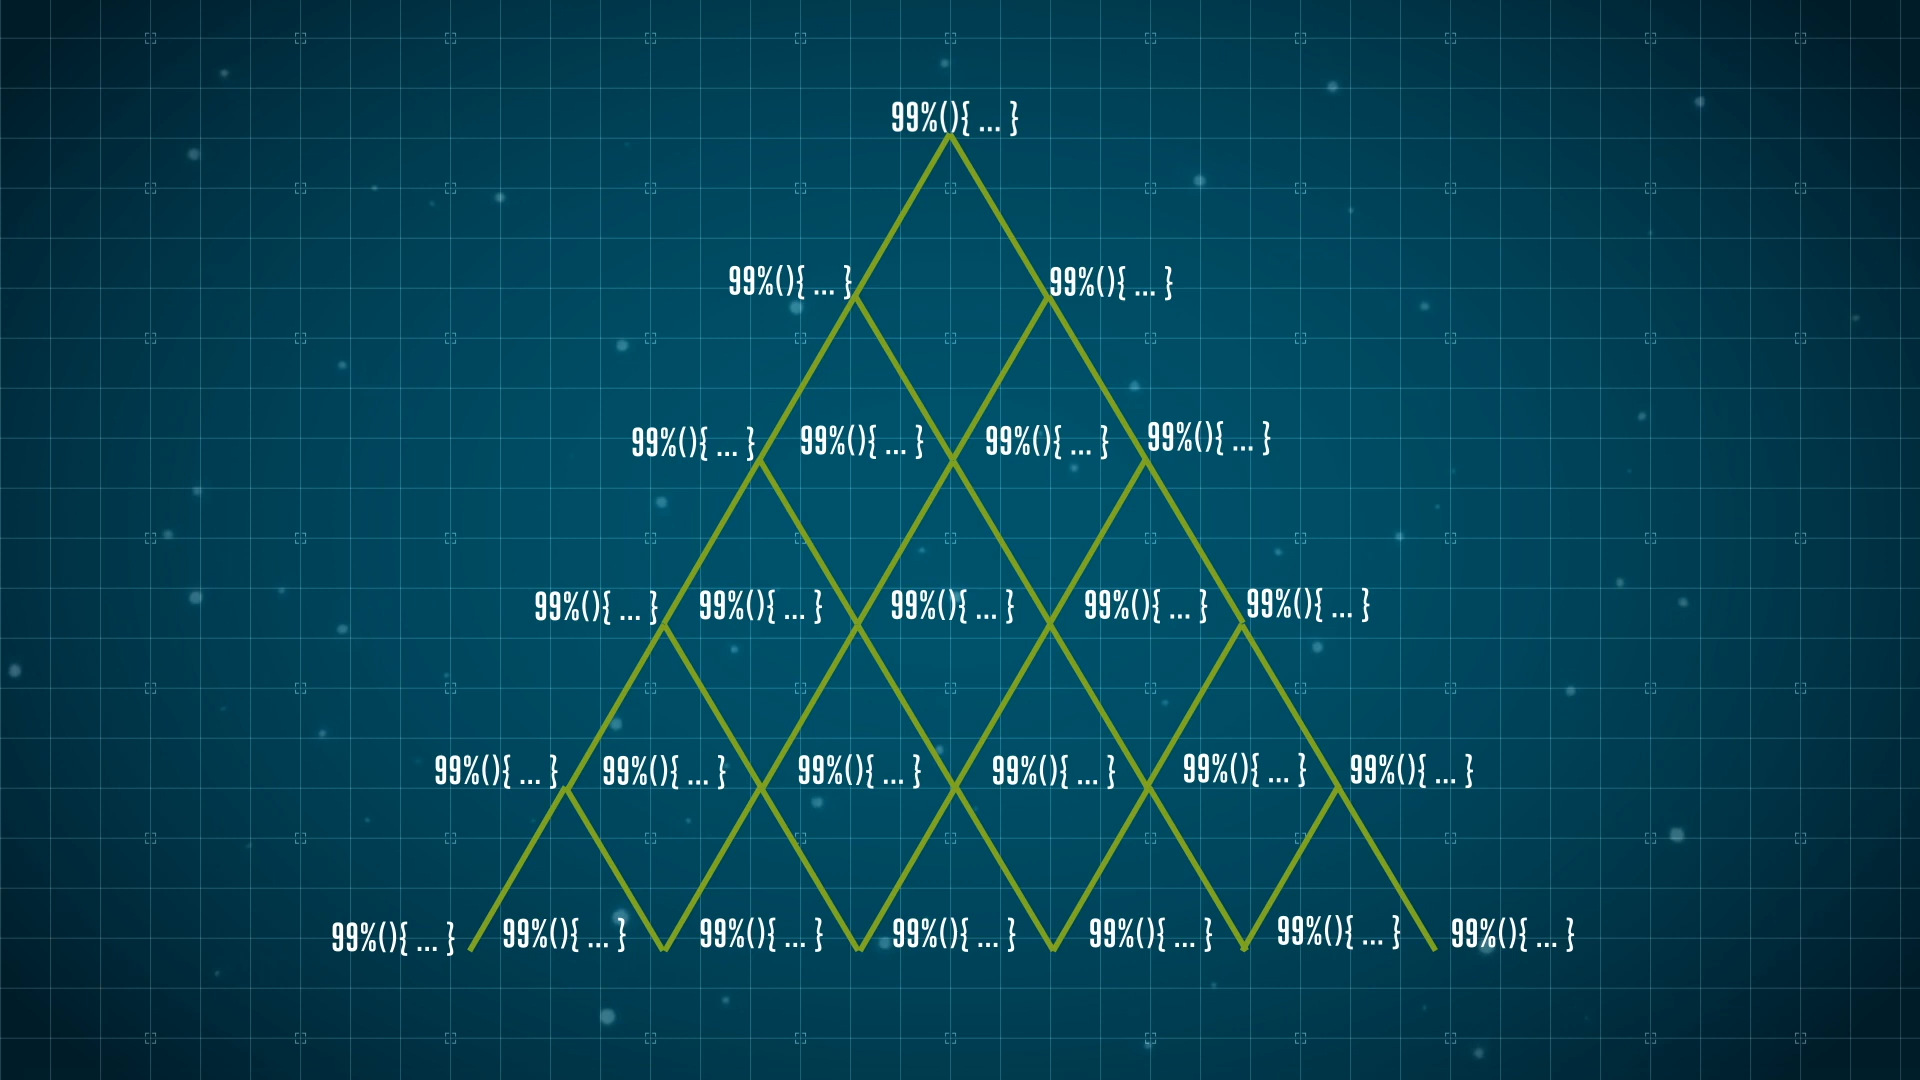 99%(){ ... }
99%(){ ... } 99%(){ ... }
99%(){ ... } 99%(){ ... } 99%(){ ... } 99%(){ ... }
99%(){ ... } 99%(){ ... } 99%(){ ... } 99%(){ ... } 99%(){ ... }
99%(){ ... } 99%(){ ... } 99%(){ ... } 99%(){ ... } 99%(){ ... } 99%(){ ... }
99%(){ ... } 99%(){ ... } 99%(){ ... } 99%(){ ... } 99%(){ ... } 99%(){ ... } 99%(){ ... }